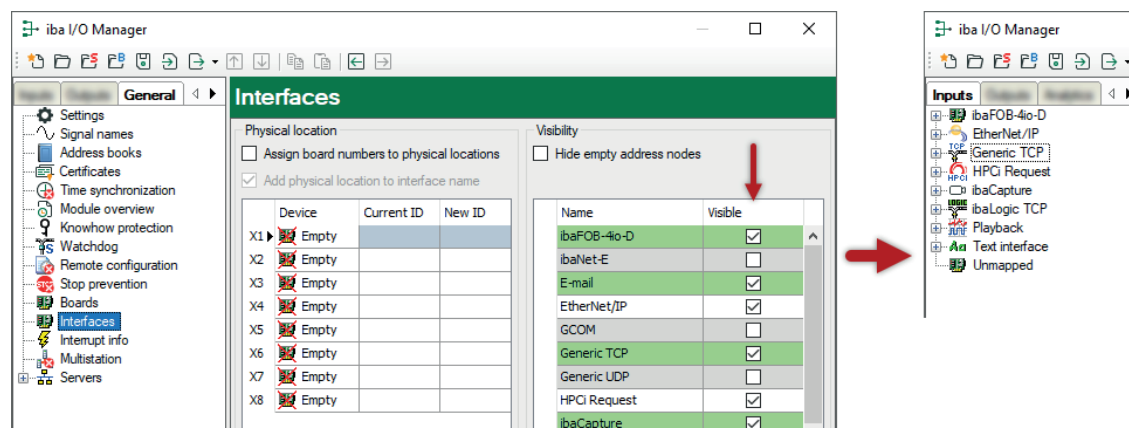 iba I/O Manager
General
Settings
Signal names
Address books
Certificates
Time synchronization
Module overview
Knowhow protection
Watchdog
Remote configuration
Stop prevention
Boards
Interfaces
Interrupt info
Multistation
Servers
Interfaces
Physical location
Assign board numbers to physical locations
Add physical location to interface name
Device Current ID New ID
X1 Empty
X2 Empty
X3 Empty
X4 Empty
X5 Empty
X6 Empty
X7 Empty
X8 Empty
Visibility
Hide empty address nodes
Name Visible
ibaFOB-4io-D
ibaNet-E
E-mail
EtherNet/IP
GCOM
Generic TCP
Generic UDP
HPCi Request
ibaCapture
iba I/O Manager
Inputs
ibaFOB-4io-D
EtherNet/IP
TCP Generic TCP
HPCi HPCi Request
ibaCapture
LOGIC ibaLogic TCP
Playback
Aa Text interface
Unmapped